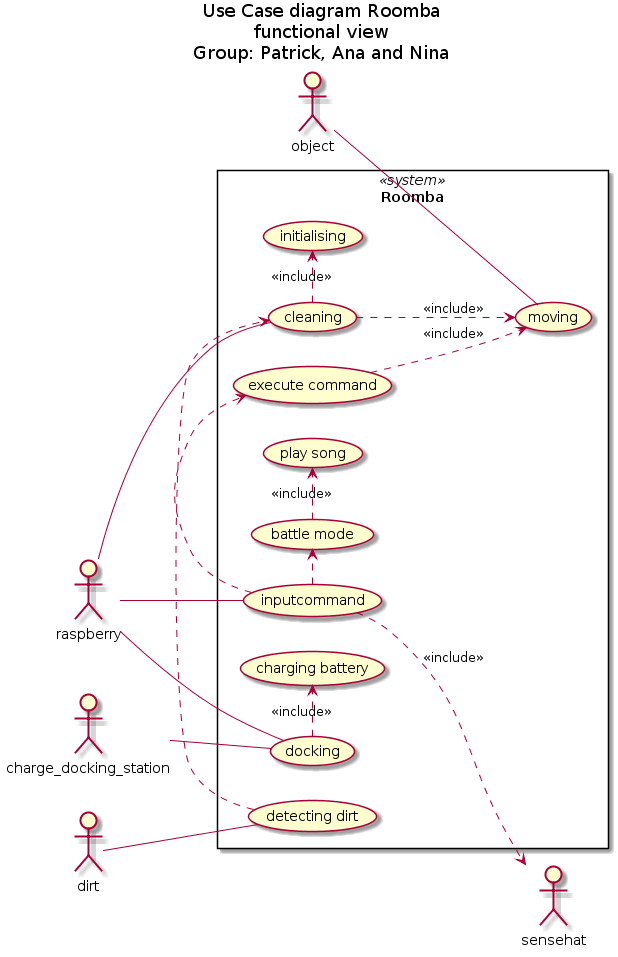 Use Case diagram Roomba
functional view
Group: Patrick, Ana and Nina
object
«system»
Roomba
initialising
«include»
cleaning
«include»
moving
«include»
execute command
play song
«include»
battle mode
inputcommand
raspberry
«include»
charging battery
«include»
docking
charge_docking_station
detecting dirt
dirt
sensehat